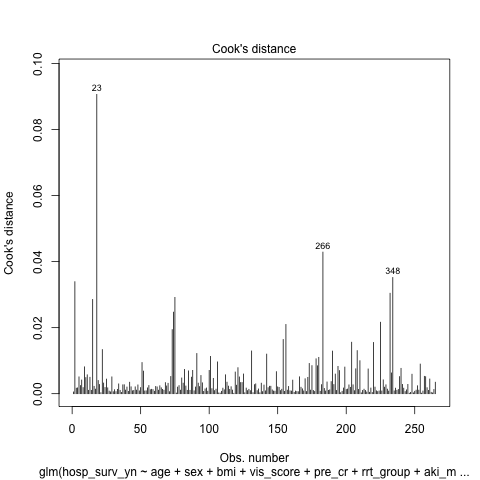 Cook's distance
Cook's distance
0.00 0.02 0.04 0.06 0.08 0.10
23
266
348
0 50 100 150 200 250
Obs. number
glm(hosp_surv_yn ~ age + sex + bmi + vis_score + pre_cr + rrt_group + aki_m ...